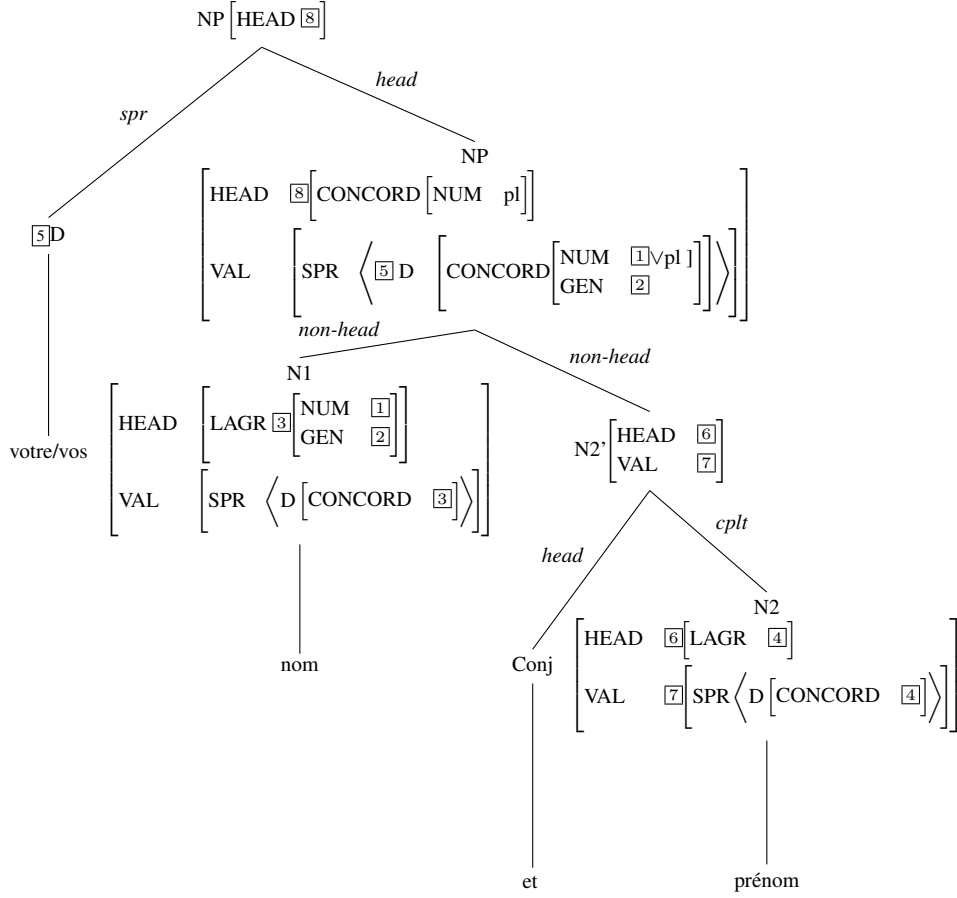 NP [HEAD 8]
spr
head
NP
HEAD 8 [CONCORD [NUM pl]]
5 D
VAL [SPR ⟨ 5 D [CONCORD [NUM 1 ∨pl ]
GEN 2 ]]⟩]
non-head
non-head
N1
HEAD [LAGR 3 [NUM 1
GEN 2 ]]
votre/vos
N2' [HEAD 6
VAL 7 ]
VAL [SPR ⟨D [CONCORD 3 ]⟩]
head
cplt
N2
HEAD 6 [LAGR 4 ]
nom
Conj
VAL 7 [SPR ⟨D [CONCORD 4 ]⟩]
et
prénom